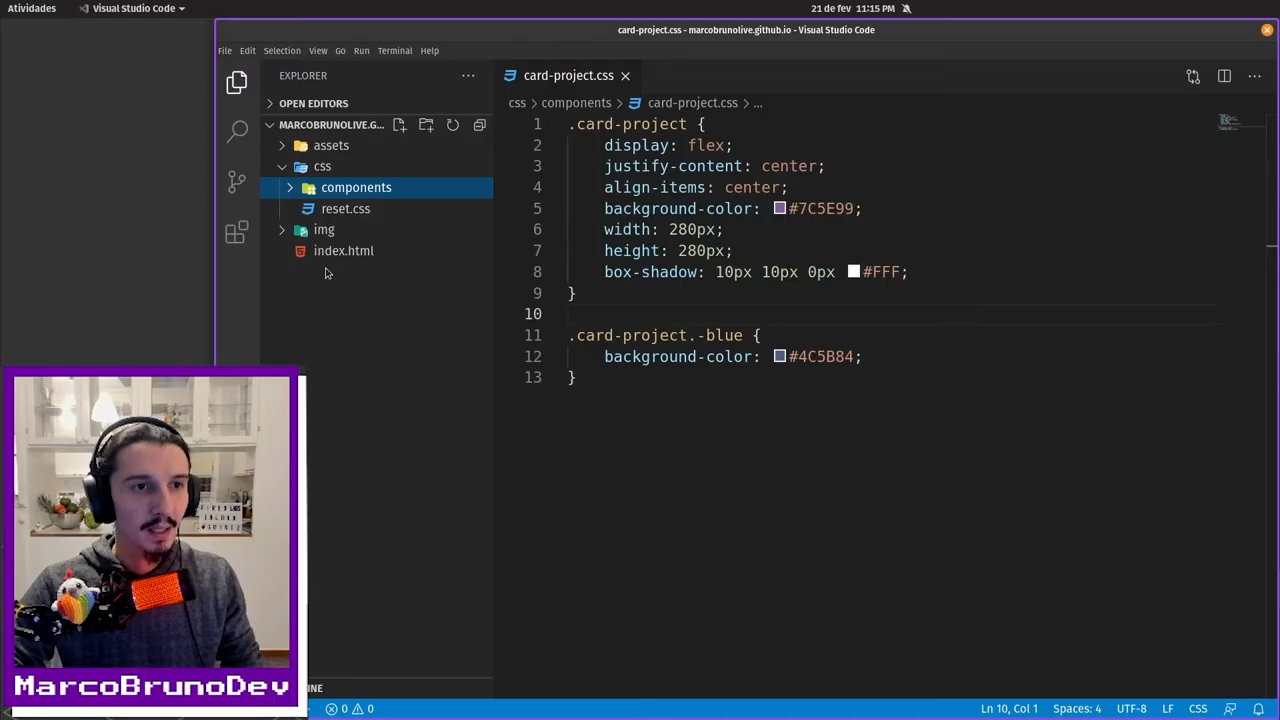 Atividades
Visual Studio Code
21 de fev 11:15 PM
card-project.css - marcobrunolive.github.io - Visual Studio Code
File Edit Selection View Go Run Terminal Help
EXPLORER
OPEN EDITORS
MARCOBRUNOLIVE.G...
assets
css
components
reset.css
img
index.html
card-project.css
css > components > card-project.css > ...
1 .card-project {
2 display: flex;
3 justify-content: center;
4 align-items: center;
5 background-color: #7C5E99;
6 width: 280px;
7 height: 280px;
8 box-shadow: 10px 10px 0px #FFF;
9 }
10
11 .card-project.-blue {
12 background-color: #4C5B84;
13 }
MarcoBrunoDev
INE
0 0
Ln 10, Col 1 Spaces: 4 UTF-8 LF CSS